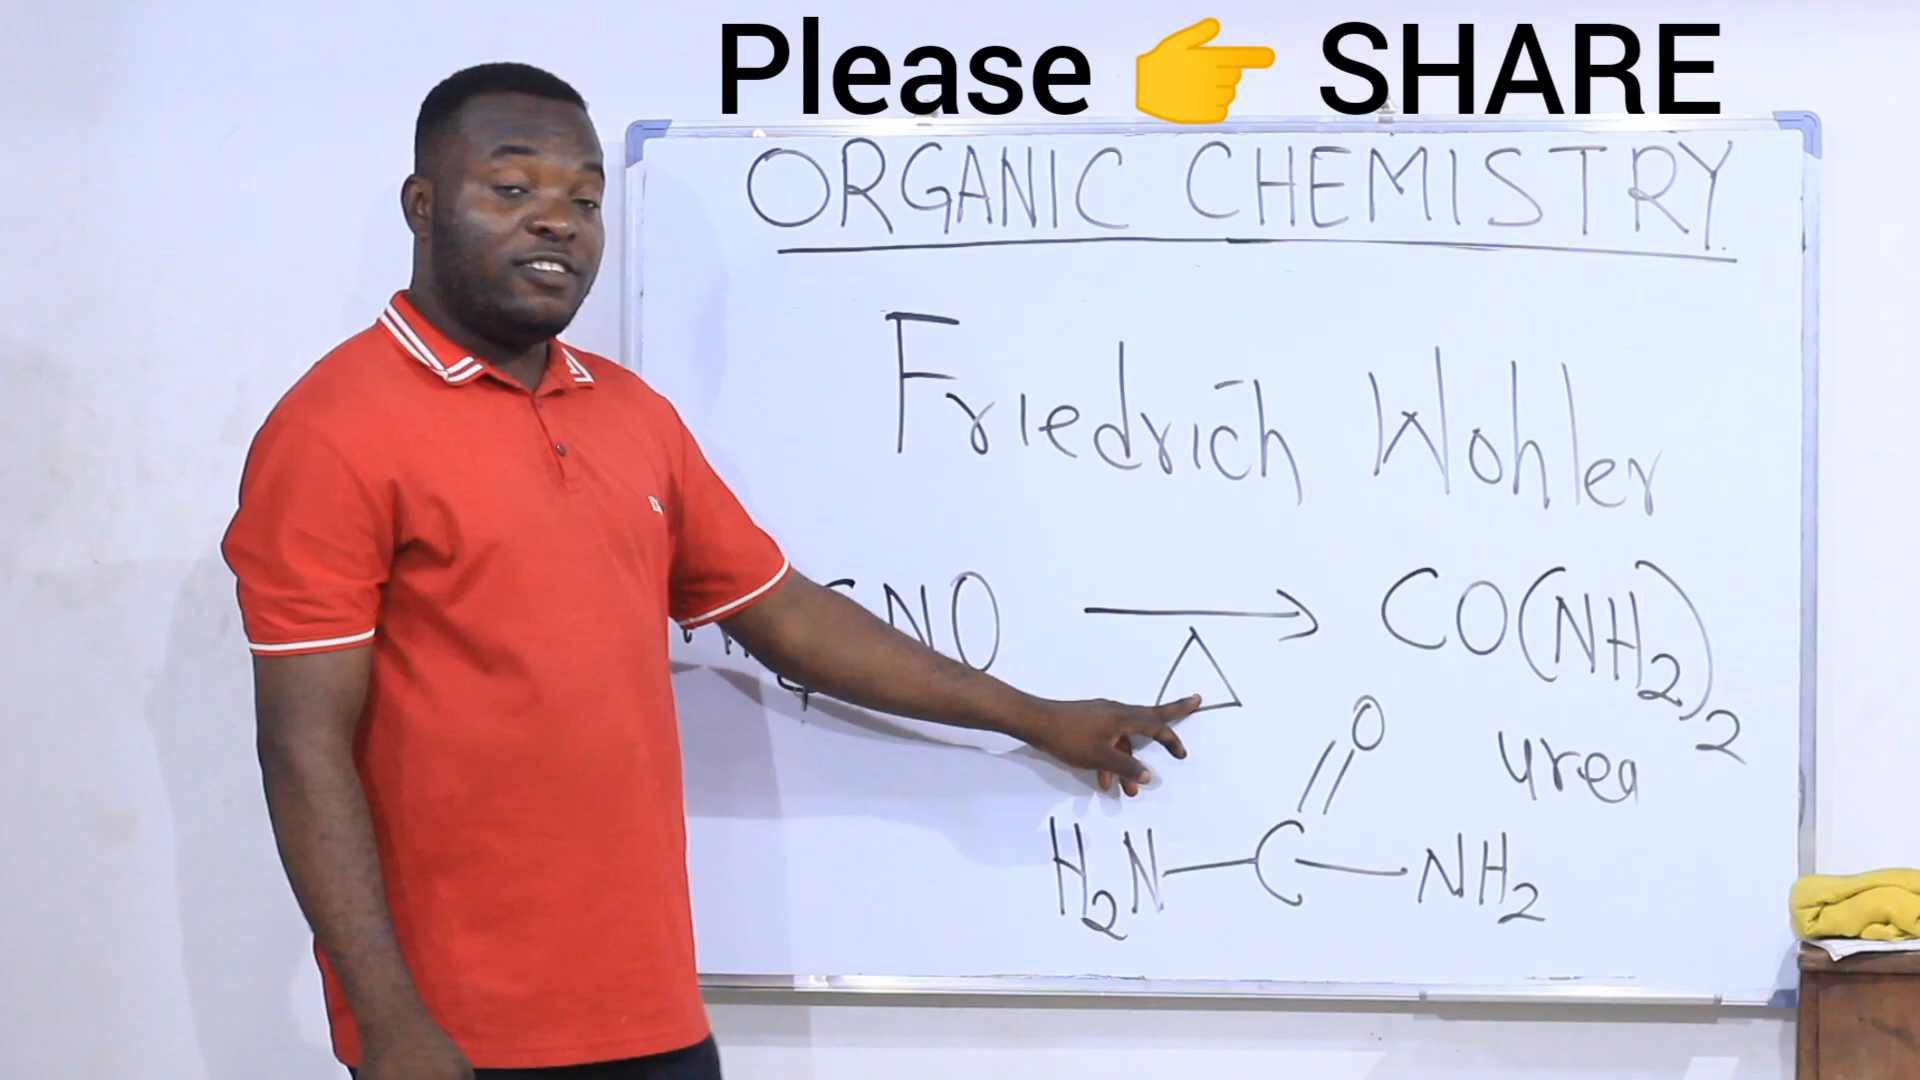 Please 👉 SHARE
ORGANIC CHEMISTRY.
Friedrich Wohler
CNO → CO(NH2)2
△
urea
O
H2N—C—NH2